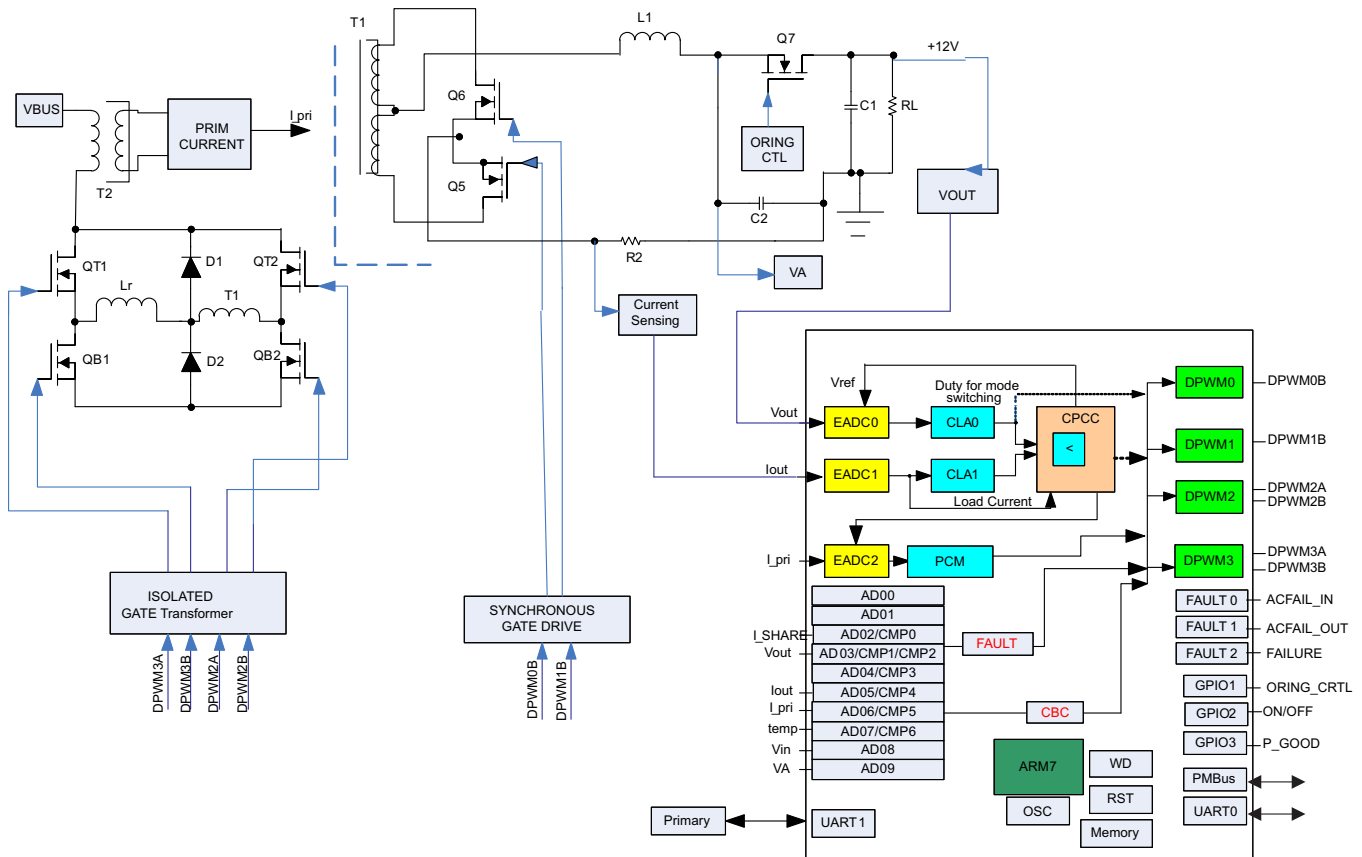 T1
L1
Q7
+12V
Q6
C1
RL
VBUS
PRIM
CURRENT
I_pri
ORING
CTL
T2
Q5
VOUT
C2
R2
VA
QT1
D1
QT2
Lr
T1
Current
Sensing
QB1
D2
QB2
Vref
Duty for mode
switching
DPWM0
DPWM0B
Vout
EADC0
CLA0
CPCC
<
DPWM1
DPWM1B
Iout
EADC1
CLA1
Load Current
DPWM2
DPWM2A
DPWM2B
I_pri
EADC2
PCM
DPWM3
DPWM3A
DPWM3B
ISOLATED
GATE Transformer
SYNCHRONOUS
GATE DRIVE
DPWM3A
DPWM3B
DPWM2A
DPWM2B
DPWM0B
DPWM1B
AD00
AD01
I_SHARE
AD02/CMP0
Vout
AD03/CMP1/CMP2
AD04/CMP3
Iout
AD05/CMP4
I_pri
AD06/CMP5
temp
AD07/CMP6
Vin
AD08
VA
AD09
FAULT
CBC
FAULT 0
ACFAIL_IN
FAULT 1
ACFAIL_OUT
FAULT 2
FAILURE
GPIO1
ORING_CRTL
GPIO2
ON/OFF
GPIO3
P_GOOD
ARM7
WD
PMBus
OSC
RST
UART0
Memory
Primary
UART1